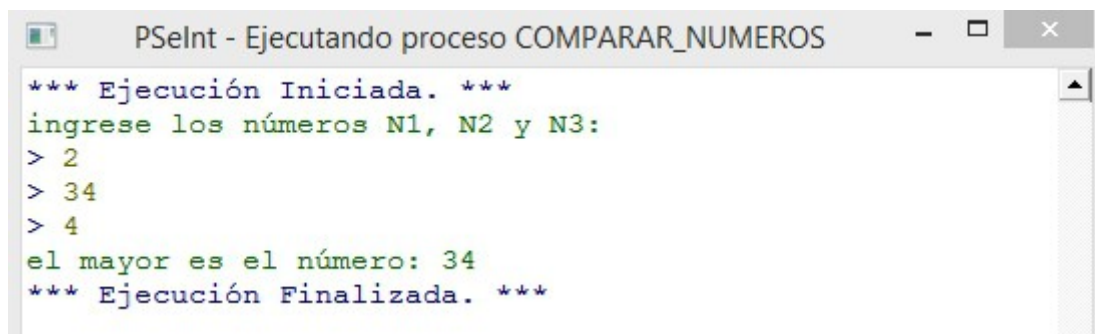 PSeInt - Ejecutando proceso COMPARAR_NUMEROS
*** Ejecución Iniciada. ***
ingrese los números N1, N2 y N3:
> 2
> 34
> 4
el mayor es el número: 34
*** Ejecución Finalizada. ***